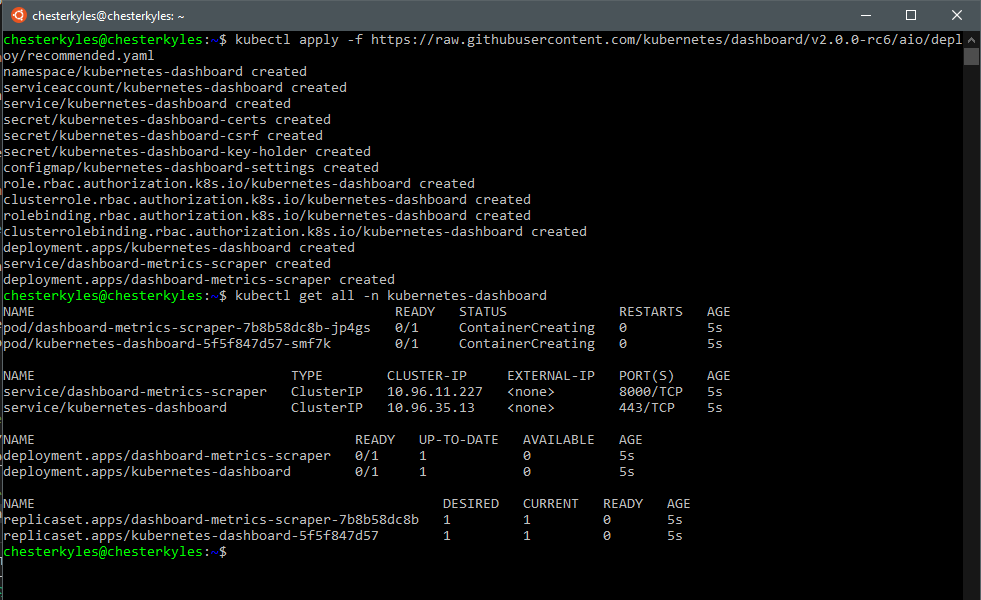 chesterkyles@chesterkyles: ~
chesterkyles@chesterkyles:~$ kubectl apply -f https://raw.githubusercontent.com/kubernetes/dashboard/v2.0.0-rc6/aio/depl
oy/recommended.yaml
namespace/kubernetes-dashboard created
serviceaccount/kubernetes-dashboard created
service/kubernetes-dashboard created
secret/kubernetes-dashboard-certs created
secret/kubernetes-dashboard-csrf created
secret/kubernetes-dashboard-key-holder created
configmap/kubernetes-dashboard-settings created
role.rbac.authorization.k8s.io/kubernetes-dashboard created
clusterrole.rbac.authorization.k8s.io/kubernetes-dashboard created
rolebinding.rbac.authorization.k8s.io/kubernetes-dashboard created
clusterrolebinding.rbac.authorization.k8s.io/kubernetes-dashboard created
deployment.apps/kubernetes-dashboard created
service/dashboard-metrics-scraper created
deployment.apps/dashboard-metrics-scraper created
chesterkyles@chesterkyles:~$ kubectl get all -n kubernetes-dashboard
NAME READY STATUS RESTARTS AGE
pod/dashboard-metrics-scraper-7b8b58dc8b-jp4gs 0/1 ContainerCreating 0 5s
pod/kubernetes-dashboard-5f5f847d57-smf7k 0/1 ContainerCreating 0 5s
NAME TYPE CLUSTER-IP EXTERNAL-IP PORT(S) AGE
service/dashboard-metrics-scraper ClusterIP 10.96.11.227 <none> 8000/TCP 5s
service/kubernetes-dashboard ClusterIP 10.96.35.13 <none> 443/TCP 5s
NAME READY UP-TO-DATE AVAILABLE AGE
deployment.apps/dashboard-metrics-scraper 0/1 1 0 5s
deployment.apps/kubernetes-dashboard 0/1 1 0 5s
NAME DESIRED CURRENT READY AGE
replicaset.apps/dashboard-metrics-scraper-7b8b58dc8b 1 1 0 5s
replicaset.apps/kubernetes-dashboard-5f5f847d57 1 1 0 5s
chesterkyles@chesterkyles:~$